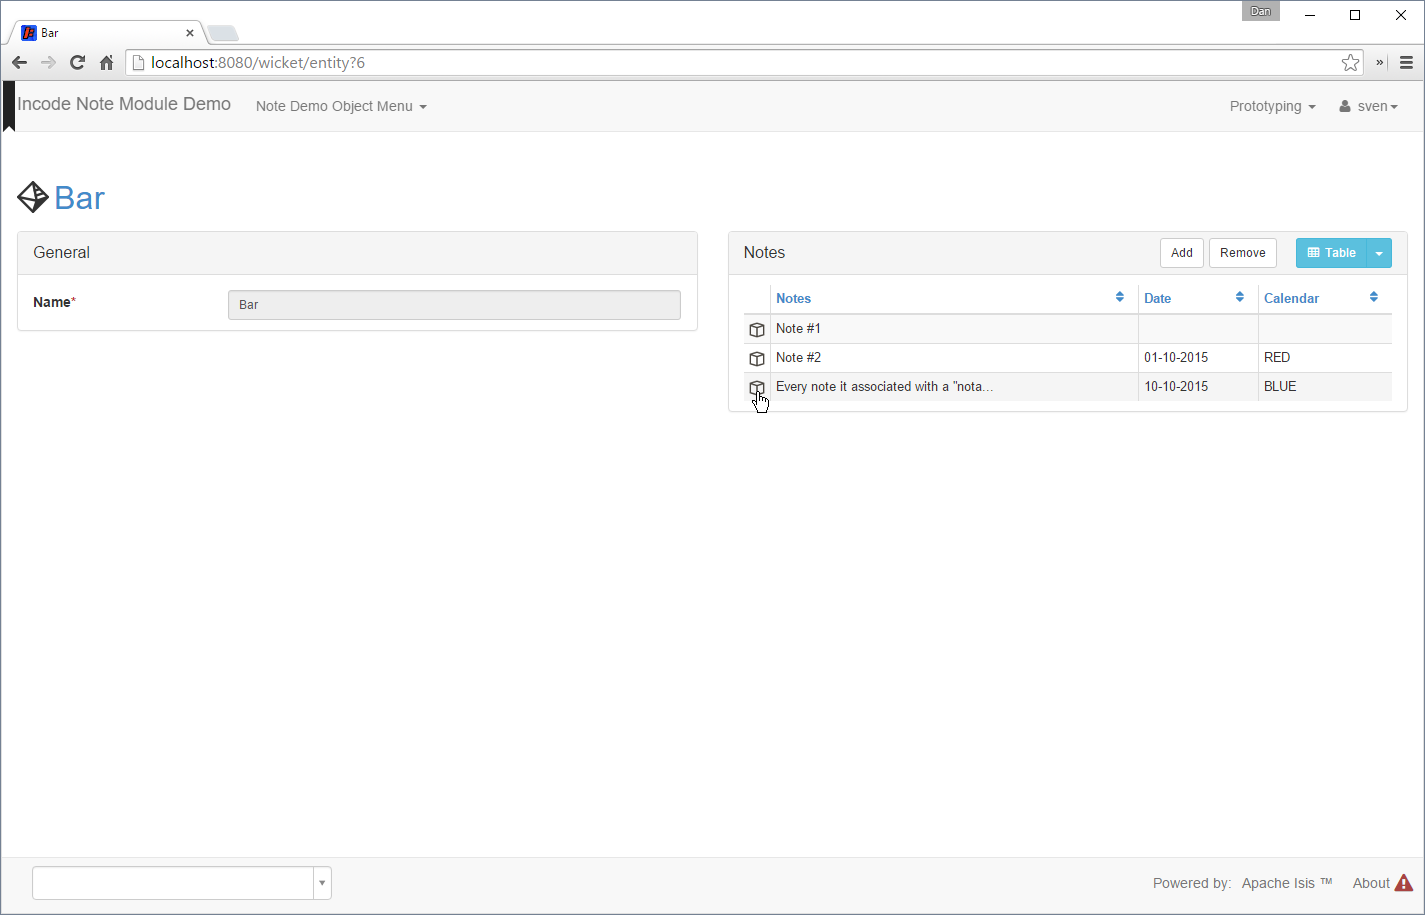 Dan
Bar
localhost:8080/wicket/entity?6
»
Incode Note Module Demo Note Demo Object Menu Prototyping sven
Bar
General
Name*
Bar
Notes Add Remove Table
Notes Date Calendar
Note #1
Note #2 01-10-2015 RED
Every note it associated with a "nota... 10-10-2015 BLUE
Powered by: Apache Isis ™ About